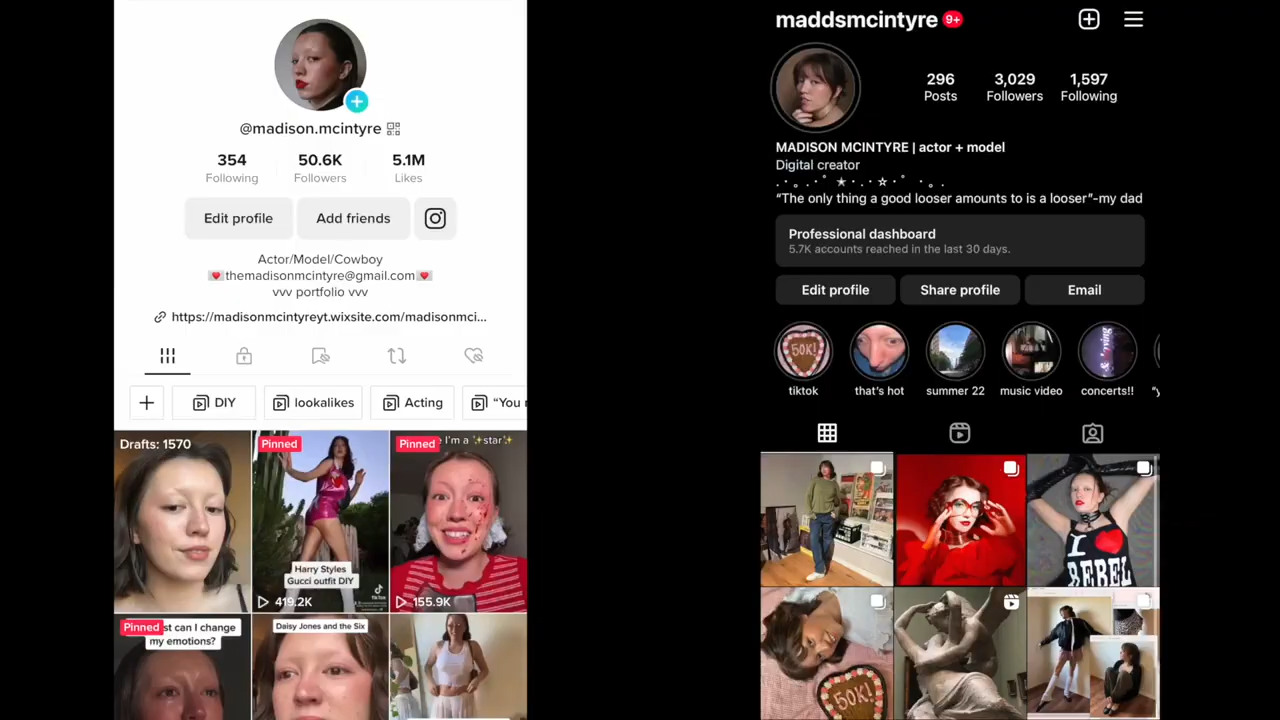 @madison.mcintyre
354
50.6K
5.1M
Following
Followers
Likes
Edit profile
Add friends
Actor/Model/Cowboy
💌themadisonmcintyre@gmail.com💌
vvv portfolio vvv
https://madisonmcintyreyt.wixsite.com/madisonmci...
DIY
lookalikes
Acting
"You
Drafts: 1570
Pinned
Harry Styles
Gucci outfit DIY
419.2K
Pinned
I'm a ✨star✨
155.9K
Pinned
st can I change
my emotions?
Daisy Jones and the Six
maddsmcintyre 9+
296
3,029
1,597
Posts
Followers
Following
MADISON MCINTYRE | actor + model
Digital creator
. · ｡ . · ˚ ★ · . · ☆ · ˚ · ｡ .
“The only thing a good looser amounts to is a looser”-my dad
Professional dashboard
5.7K accounts reached in the last 30 days.
Edit profile
Share profile
Email
50K!
tiktok
that's hot
summer 22
music video
concerts!!
I ❤ REBEL
50K!